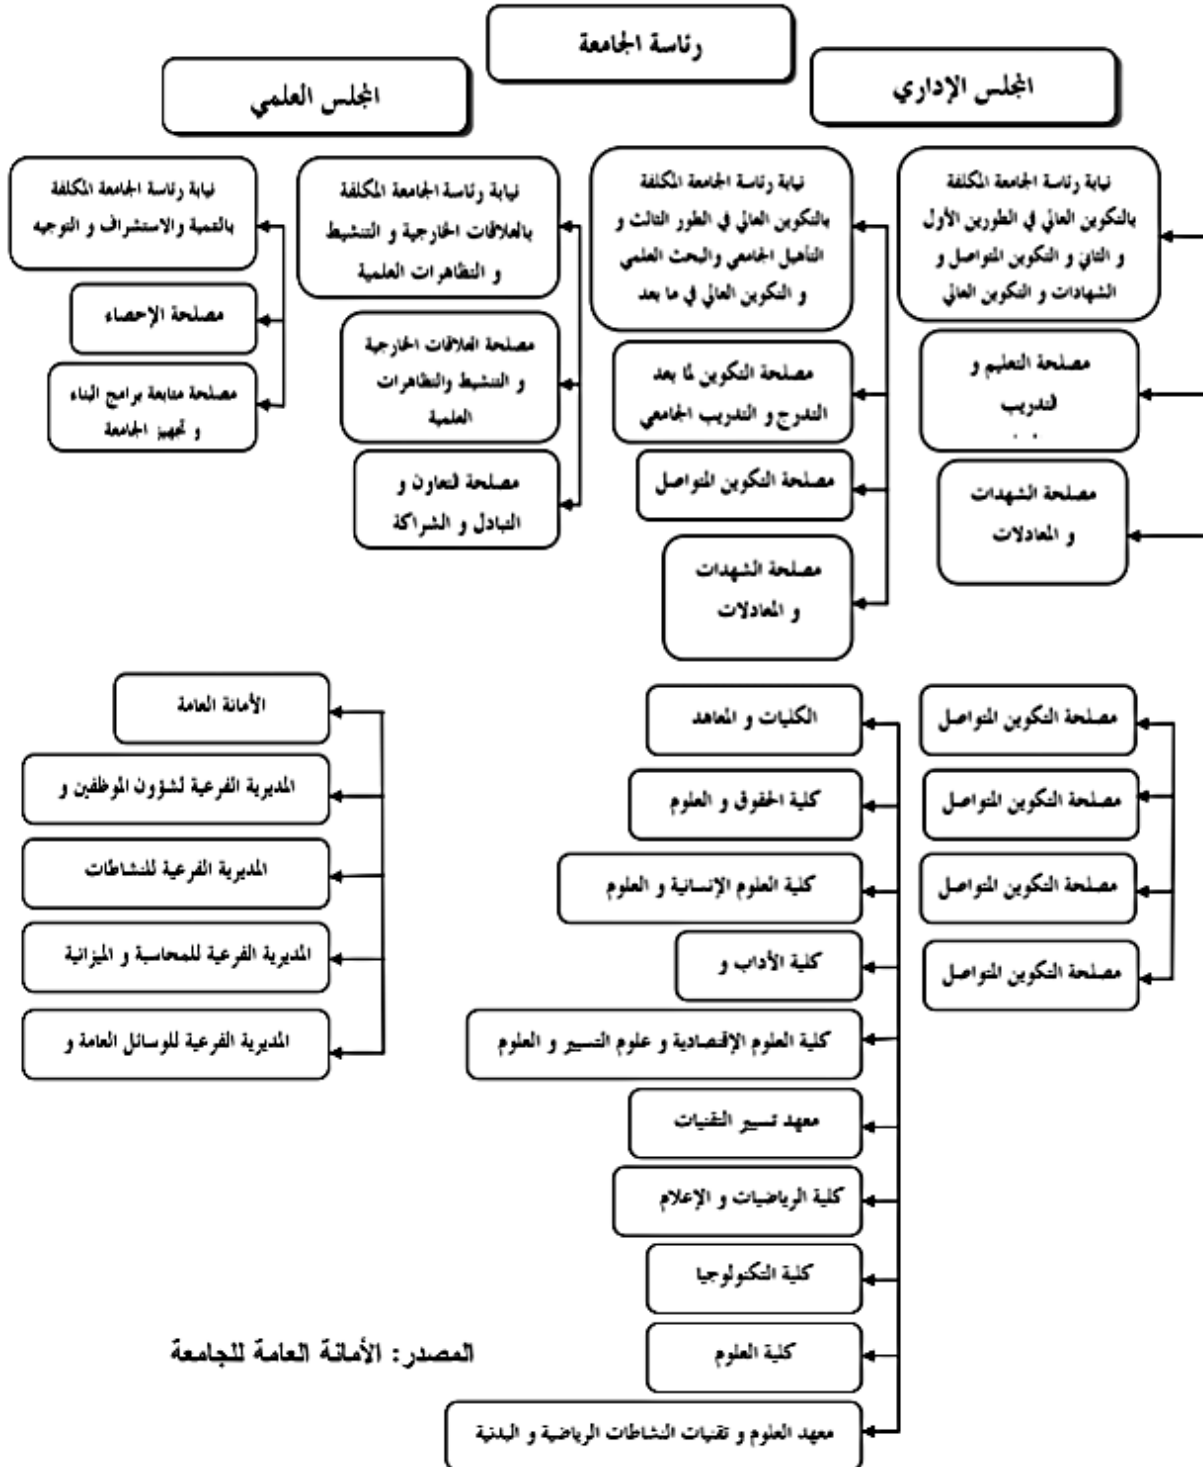 رئاسة الجامعة
المجلس الإداري
المجلس العلمي
نيابة رئاسة الجامعة المكلفة
بالتكوين العالي في الطورين الأول
و الثاني و التكوين المتواصل و
الشهادات و التكوين العالي
مصلحة التعليم و
التدريب
مصلحة الشهدات
و المعادلات
نيابة رئاسة الجامعة المكلفة
بالتكوين العالي في الطور الثالث و
التأهيل الجامعي والبحث العلمي
و التكوين العالي في ما بعد
مصلحة التكوين لما بعد
التدرج و التدريب الجامعي
مصلحة التكوين المتواصل
مصلحة الشهدات
و المعادلات
نيابة رئاسة الجامعة المكلفة
بالعلاقات الخارجية و التنشيط
و التظاهرات العلمية
مصلحة العلاقات الخارجية
و التنشيط والتظاهرات
العلمية
مصلحة التعاون و
التبادل و الشراكة
نيابة رئاسة الجامعة المكلفة
بالتنمية والاستشراف و التوجيه
مصلحة الإحصاء
مصلحة متابعة برامج البناء
و تجهيز الجامعة
مصلحة التكوين المتواصل
مصلحة التكوين المتواصل
مصلحة التكوين المتواصل
مصلحة التكوين المتواصل
الكليات و المعاهد
كلية الحقوق و العلوم
كلية العلوم الإنسانية و العلوم
كلية الأداب و
كلية العلوم الإقتصادية و علوم التسيير و العلوم
معهد تسيير التقنيات
كلية الرياضيات و الإعلام
كلية التكنولوجيا
كلية العلوم
معهد العلوم و تقنيات النشاطات الرياضية و البدنية
الأمانة العامة
المديرية الفرعية لشؤون الموظفين و
المديرية الفرعية للنشاطات
المديرية الفرعية للمحاسبة و الميزانية
المديرية الفرعية للوسائل العامة و
المصدر: الأمانة العامة للجامعة